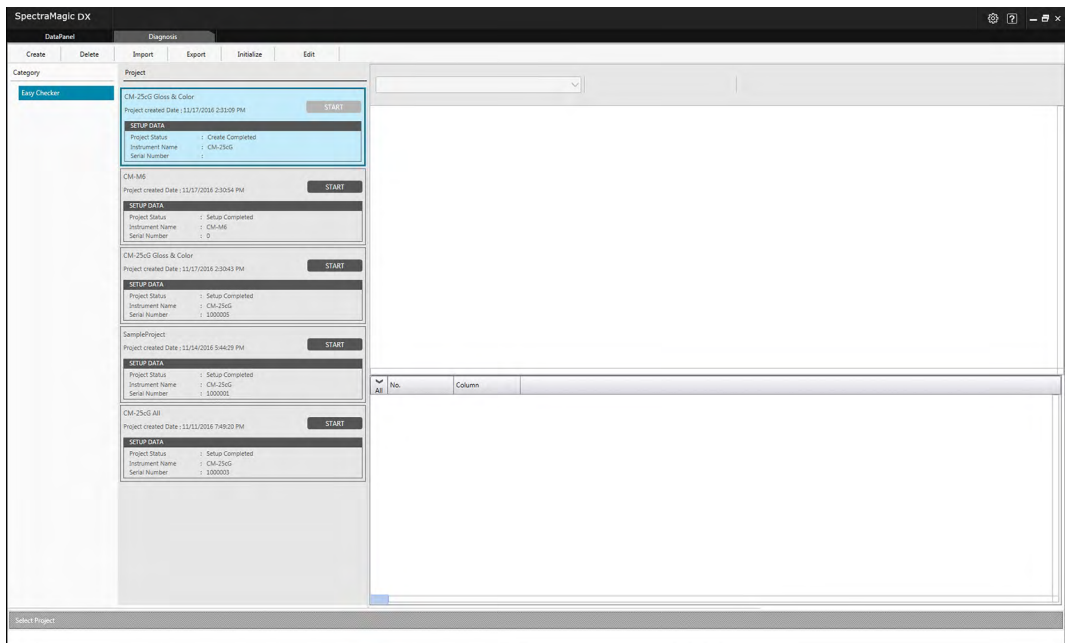 SpectraMagic DX
DataPanel Diagnosis
Create Delete Import Export Initialize Edit
Category
Easy Checker
Project
CM-25cG Gloss & Color
Project created Date : 11/17/2016 2:31:09 PM START
SETUP DATA
Project Status : Create Completed
Instrument Name : CM-25cG
Serial Number :
CM-M6
Project created Date : 11/17/2016 2:30:54 PM START
SETUP DATA
Project Status : Setup Completed
Instrument Name : CM-M6
Serial Number : 0
CM-25cG Gloss & Color
Project created Date : 11/17/2016 2:30:43 PM START
SETUP DATA
Project Status : Setup Completed
Instrument Name : CM-25cG
Serial Number : 1000005
SampleProject
Project created Date : 11/14/2016 5:44:29 PM START
SETUP DATA
Project Status : Setup Completed
Instrument Name : CM-25cG
Serial Number : 1000001
CM-25cG All
Project created Date : 11/11/2016 7:49:20 PM START
SETUP DATA
Project Status : Setup Completed
Instrument Name : CM-25cG
Serial Number : 1000003
All No. Column
Select Project